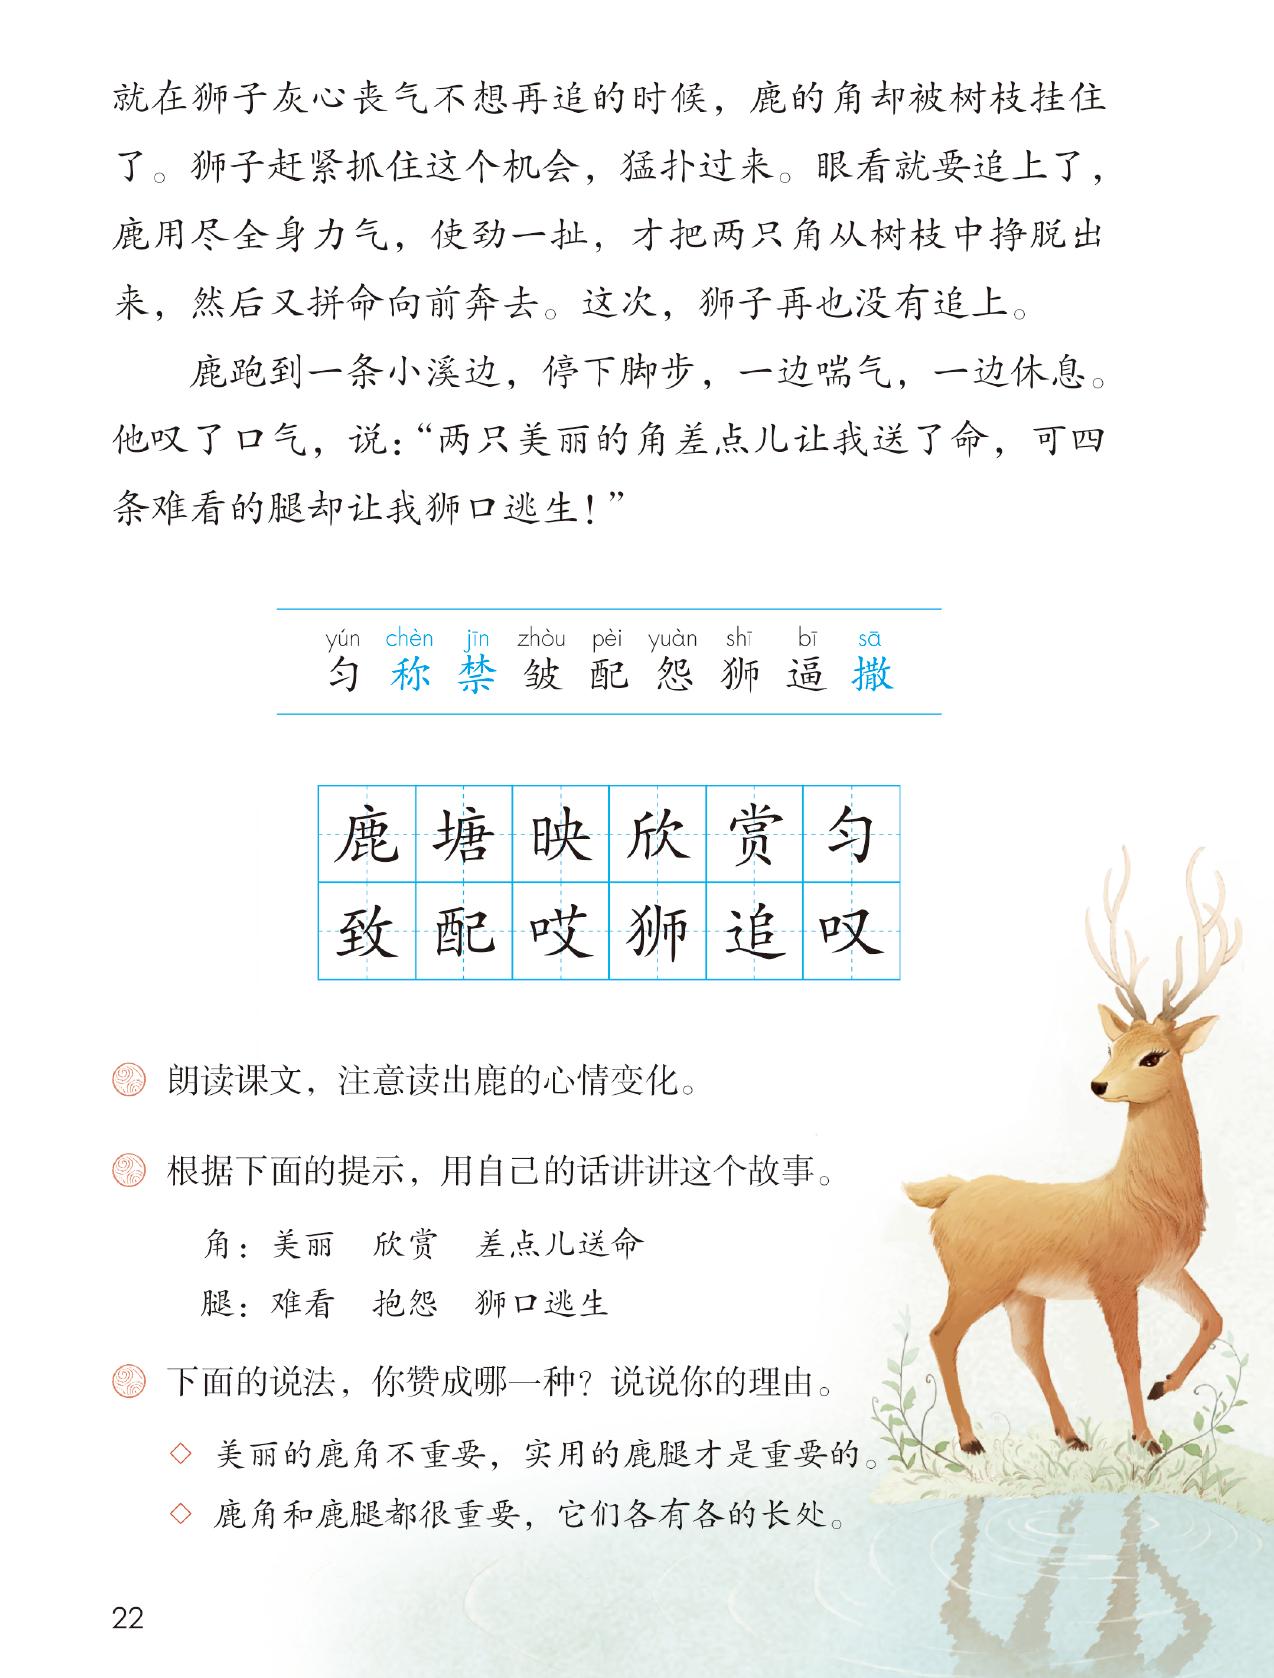 就在狮子灰心丧气不想再追的时候，鹿的角却被树枝挂住
了。狮子赶紧抓住这个机会，猛扑过来。眼看就要追上了，
鹿用尽全身力气，使劲一扯，才把两只角从树枝中挣脱出
来，然后又拼命向前奔去。这次，狮子再也没有追上。
鹿跑到一条小溪边，停下脚步，一边喘气，一边休息。
他叹了口气，说：“两只美丽的角差点儿让我送了命，可四
条难看的腿却让我狮口逃生！”
yún chèn jīn zhòu pèi yuàn shī bī sā
匀 称 禁 皱 配 怨 狮 逼 撒
鹿 塘 映 欣 赏 匀
致 配 哎 狮 追 叹
朗读课文，注意读出鹿的心情变化。
根据下面的提示，用自己的话讲讲这个故事。
角：美丽 欣赏 差点儿送命
腿：难看 抱怨 狮口逃生
下面的说法，你赞成哪一种？说说你的理由。
◇ 美丽的鹿角不重要，实用的鹿腿才是重要的。
◇ 鹿角和鹿腿都很重要，它们各有各的长处。
22